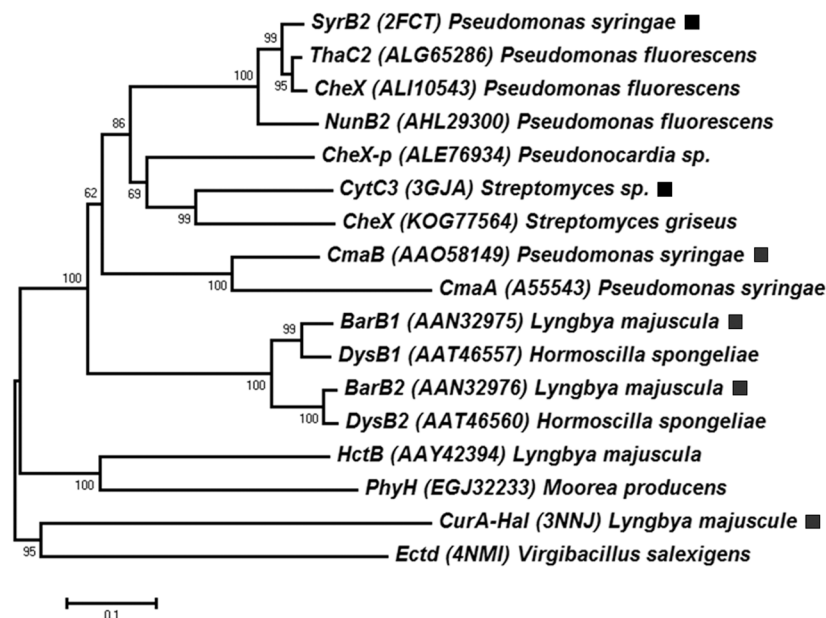 SyrB2 (2FCT) Pseudomonas syringae
99
ThaC2 (ALG65286) Pseudomonas fluorescens
100
95
CheX (ALI10543) Pseudomonas fluorescens
86
NunB2 (AHL29300) Pseudomonas fluorescens
CheX-p (ALE76934) Pseudonocardia sp.
62
69
CytC3 (3GJA) Streptomyces sp.
99
CheX (KOG77564) Streptomyces griseus
CmaB (AAO58149) Pseudomonas syringae
100
100
CmaA (A55543) Pseudomonas syringae
BarB1 (AAN32975) Lyngbya majuscula
99
DysB1 (AAT46557) Hormoscilla spongeliae
100
BarB2 (AAN32976) Lyngbya majuscula
100
DysB2 (AAT46560) Hormoscilla spongeliae
HctB (AAY42394) Lyngbya majuscula
100
PhyH (EGJ32233) Moorea producens
CurA-Hal (3NNJ) Lyngbya majuscule
95
Ectd (4NMI) Virgibacillus salexigens
0.1